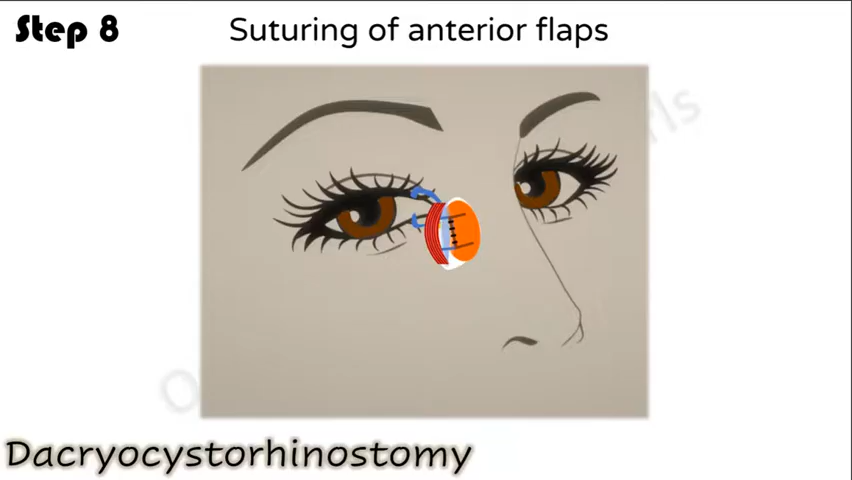 Step 8
Suturing of anterior flaps
Dacryocystorhinostomy